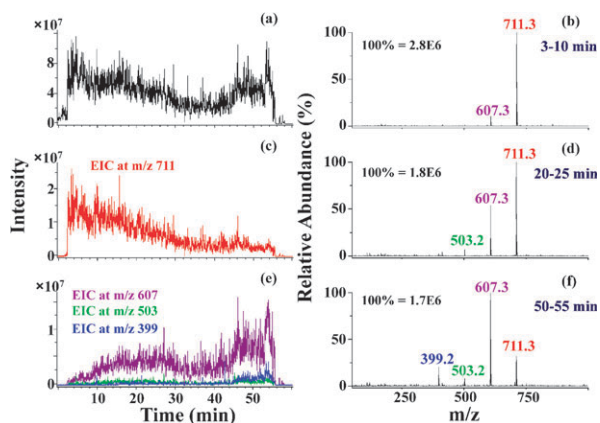 ×10⁷
(a)
6
4
2
0
×10⁷
(c)
EIC at m/z 711
2
1
0
×10⁷
(e)
EIC at m/z 607
EIC at m/z 503
EIC at m/z 399
1
0
0 10 20 30 40 50
Time (min)
Intensity
(b)
711.3
100
100% = 2.8E6
3-10 min
50
607.3
0
(d)
711.3
100
100% = 1.8E6
20-25 min
607.3
50
503.2
0
(f)
607.3
100
100% = 1.7E6
50-55 min
50
711.3
399.2
503.2
0
250 500 750
m/z
Relative Abundance (%)